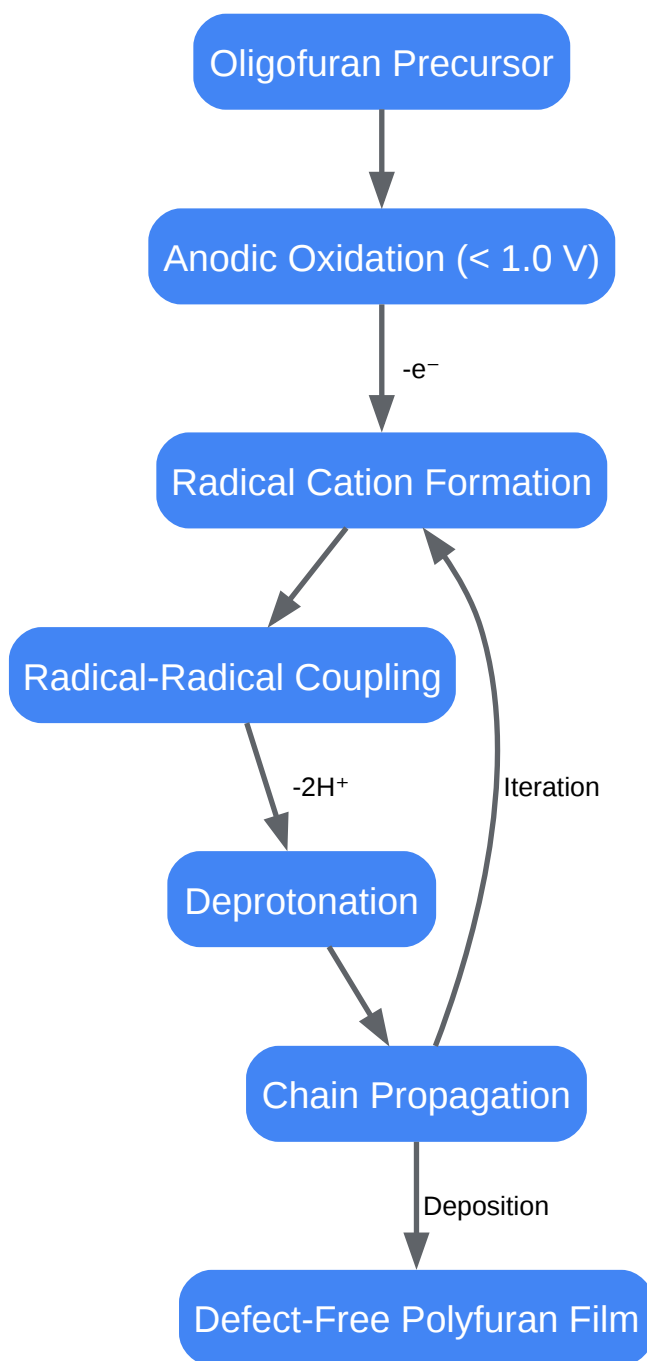 Oligofuran Precursor
Anodic Oxidation (< 1.0 V)
-e⁻
Radical Cation Formation
Radical-Radical Coupling
-2H⁺
Iteration
Deprotonation
Chain Propagation
Deposition
Defect-Free Polyfuran Film